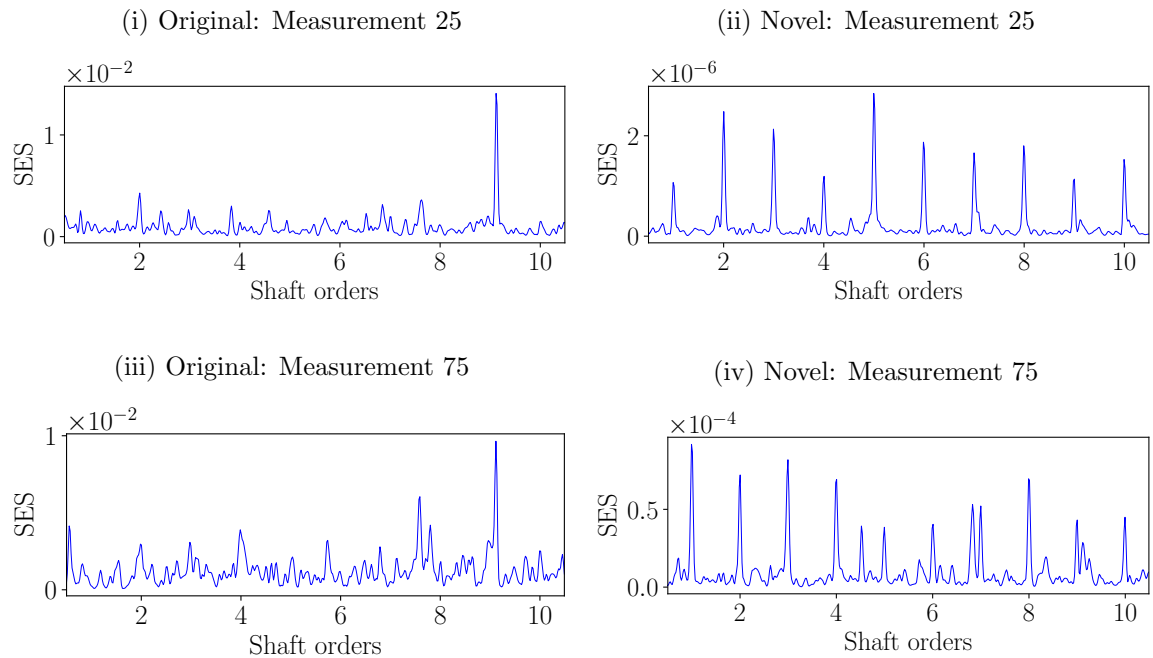 (i) Original: Measurement 25
×10⁻²
1
0
SES
2 4 6 8 10
Shaft orders
(ii) Novel: Measurement 25
×10⁻⁶
2
0
SES
2 4 6 8 10
Shaft orders
(iii) Original: Measurement 75
×10⁻²
1
0
SES
2 4 6 8 10
Shaft orders
(iv) Novel: Measurement 75
×10⁻⁴
0.5
0.0
SES
2 4 6 8 10
Shaft orders